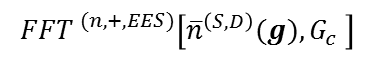 FFT ⁽ⁿ,⁺,ᴱᴱˢ⁾[n̄⁽ˢ,ᴰ⁾(g), G_c ]